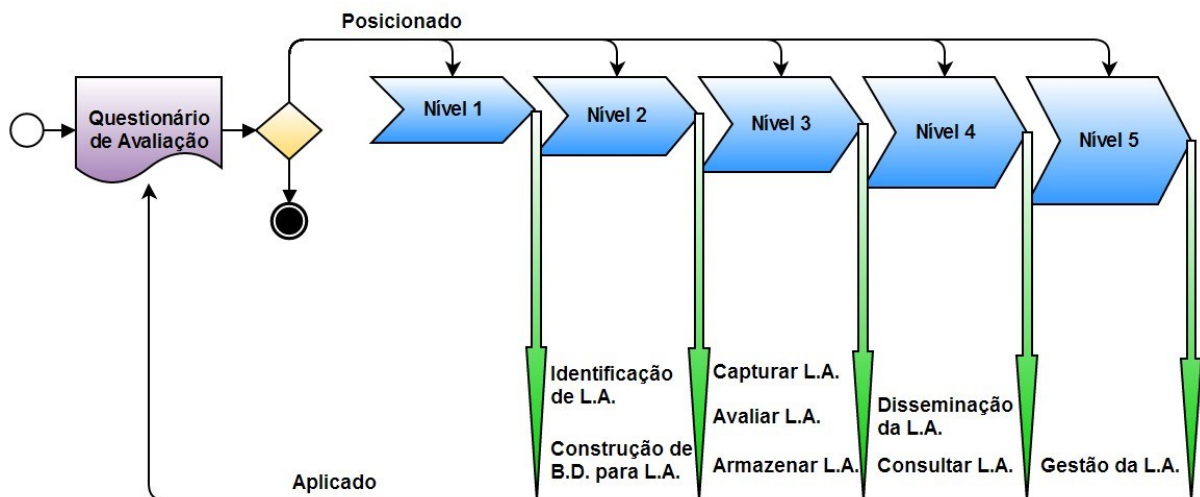 Posicionado
Questionário
de Avaliação
Nível 1
Nível 2
Nível 3
Nível 4
Nível 5
Identificação
de L.A.
Construção de
B.D. para L.A.
Capturar L.A.
Avaliar L.A.
Armazenar L.A.
Disseminação
da L.A.
Consultar L.A.
Gestão da L.A.
Aplicado